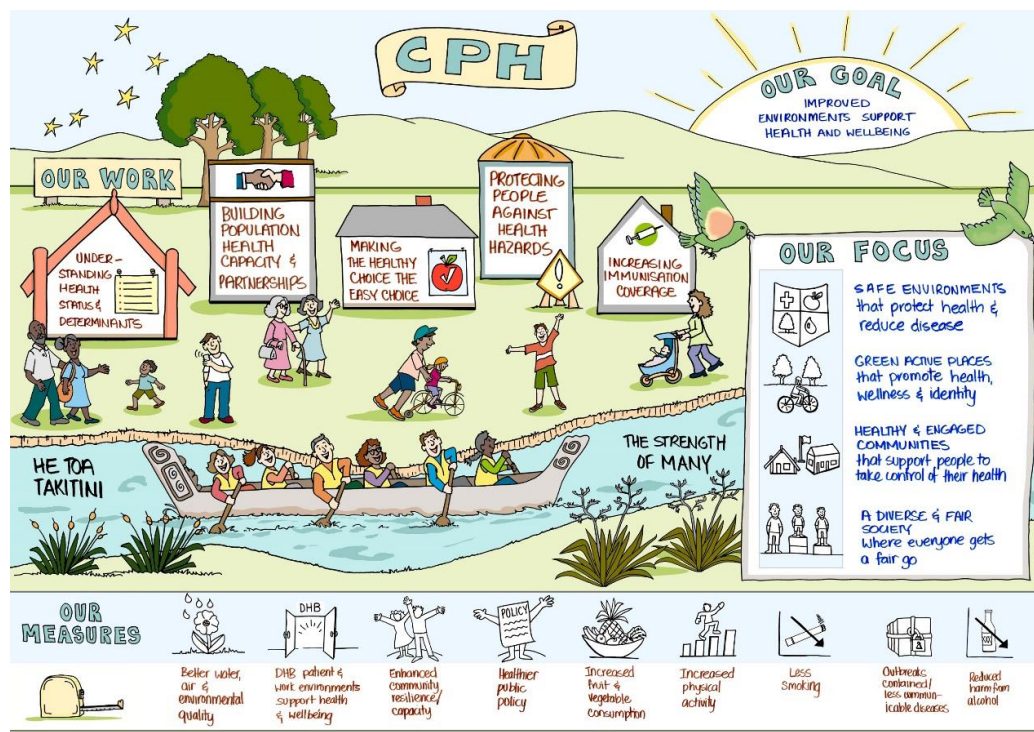 CPH
OUR GOAL
IMPROVED
ENVIRONMENTS SUPPORT
HEALTH AND WELLBEING
OUR WORK
UNDER-
STANDING
HEALTH
STATUS &
DETERMINANTS
BUILDING
POPULATION
HEALTH
CAPACITY &
PARTNERSHIPS
MAKING
THE HEALTHY
CHOICE THE
EASY CHOICE
PROTECTING
PEOPLE
AGAINST
HEALTH
HAZARDS
!
INCREASING
IMMUNISATION
COVERAGE
OUR FOCUS
SAFE ENVIRONMENTS
that protect health &
reduce disease
GREEN ACTIVE PLACES
that promote health,
wellness & identity
HEALTHY & ENGAGED
COMMUNITIES
that support people to
take control of their health
A DIVERSE & FAIR
SOCIETY
where everyone gets
a fair go
HE TOA
TAKITINI
THE STRENGTH
OF MANY
OUR
MEASURES
Better water,
air &
environmental
quality
DHB
DHB patient &
work environments
support health
& wellbeing
Enhanced
community
resilience/
capacity
POLICY
Healthier
public
policy
Increased
fruit &
vegetable
consumption
Increased
physical
activity
Less
smoking
Outbreaks
contained/
less commun-
icable diseases
Reduced
harm from
alcohol